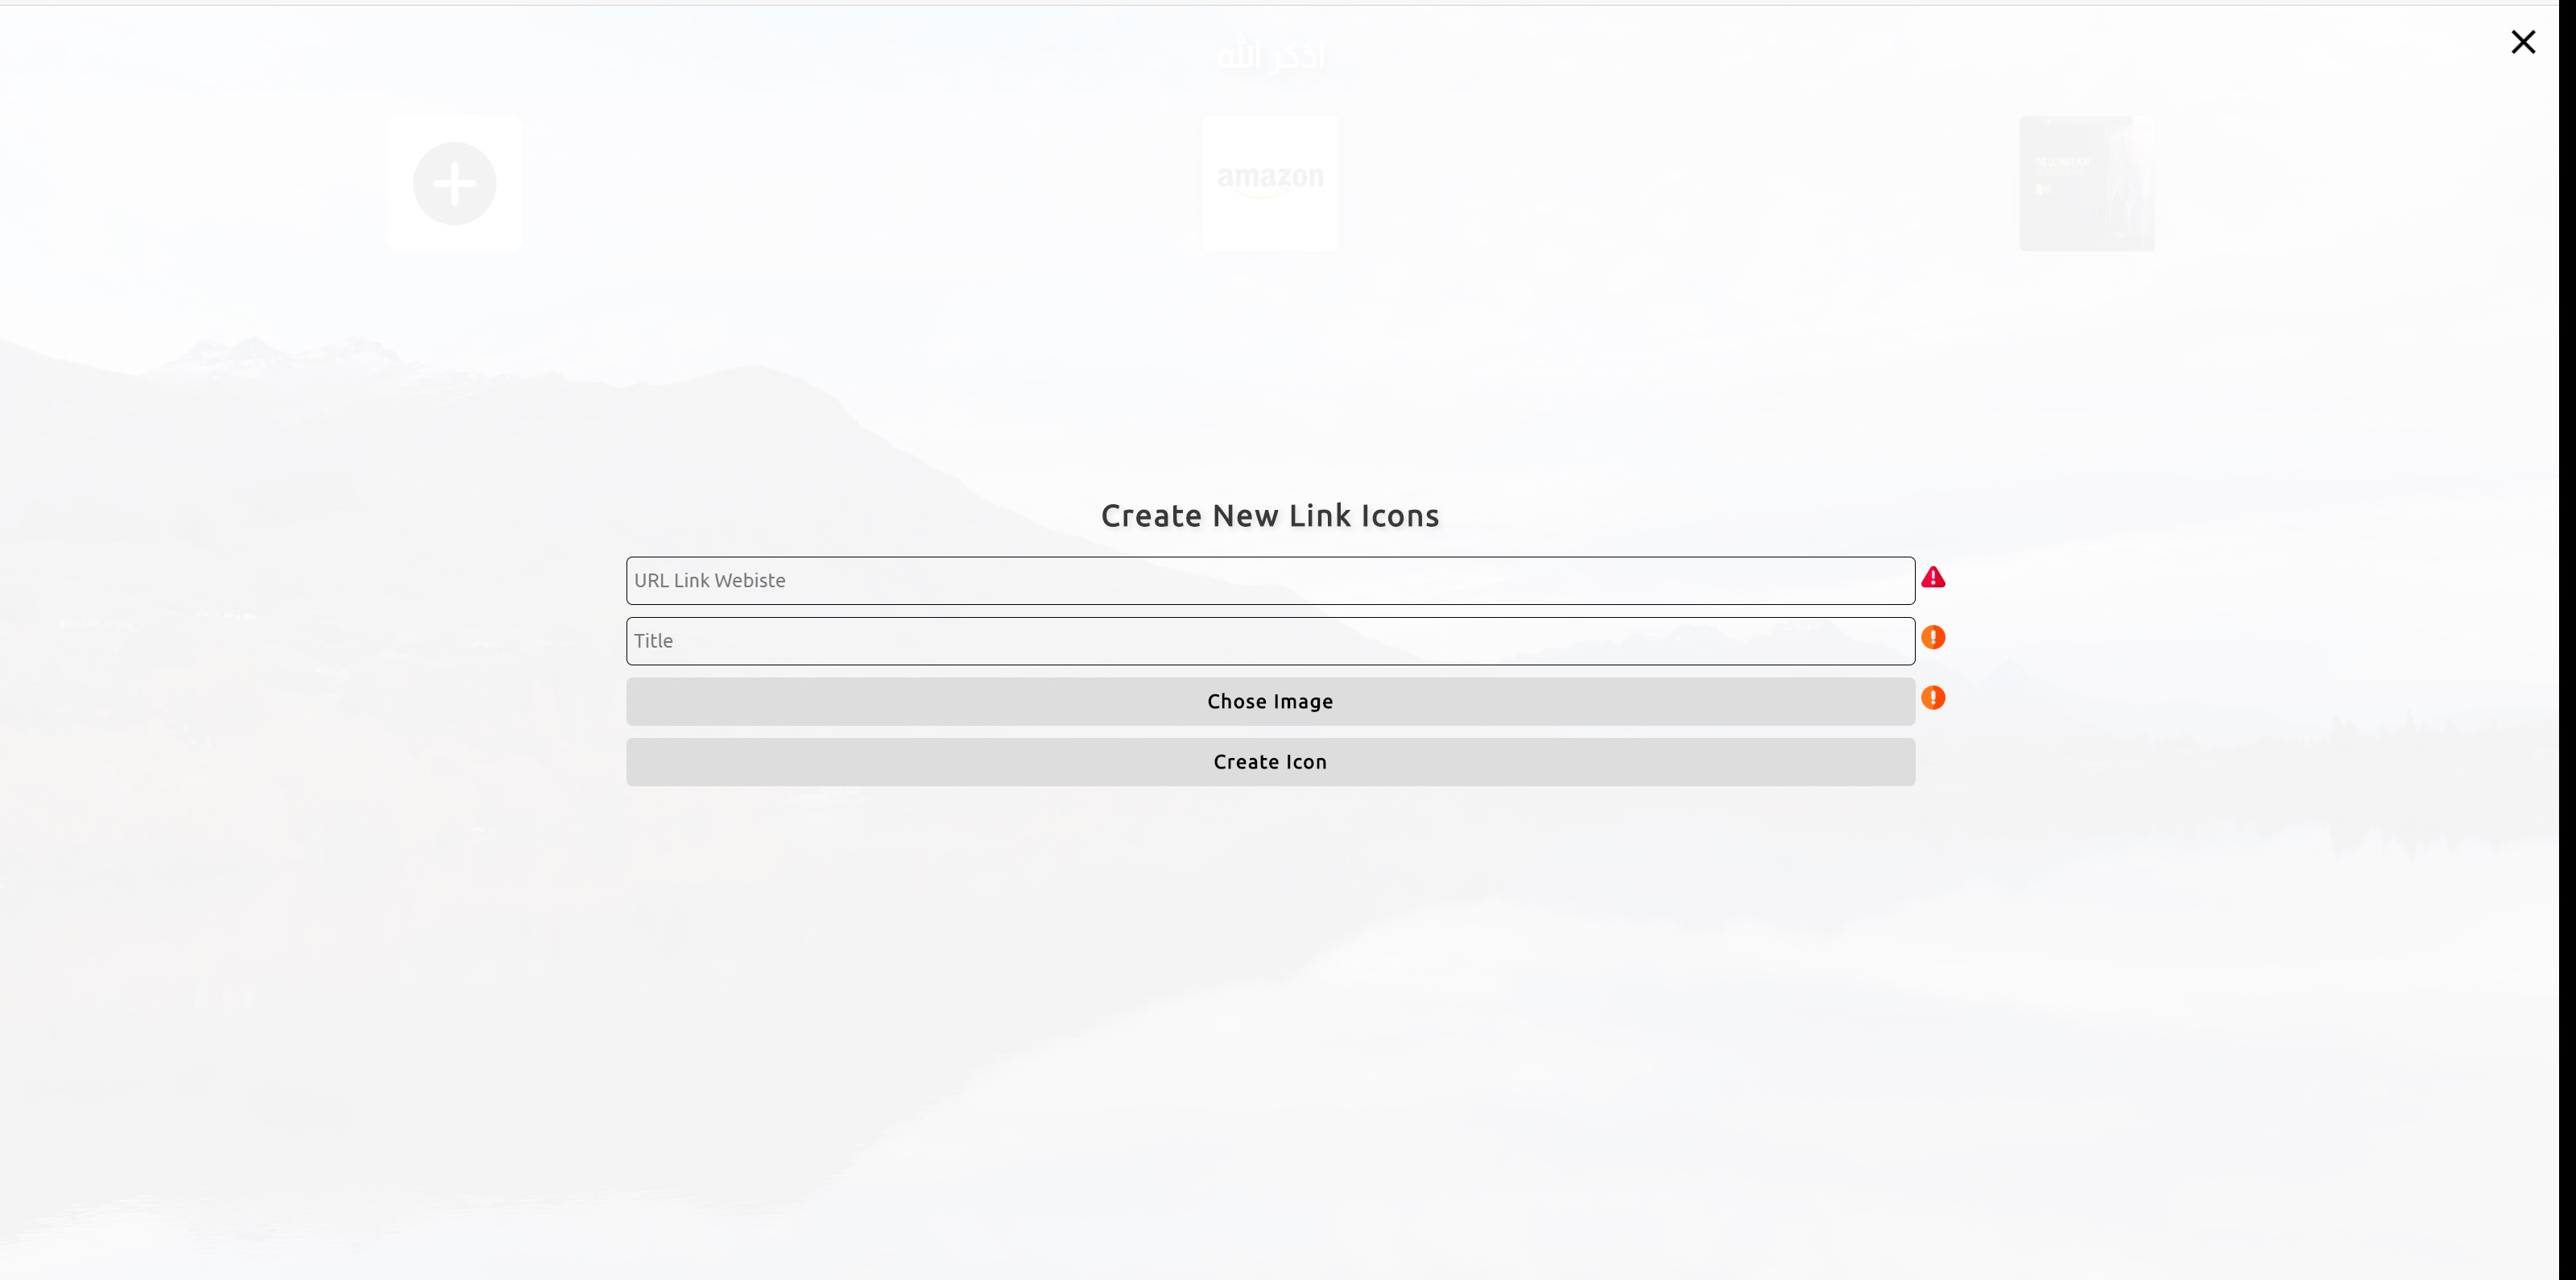 اذكر الله
amazon
Create New Link Icons
URL Link Webiste
Title
Chose Image
Create Icon